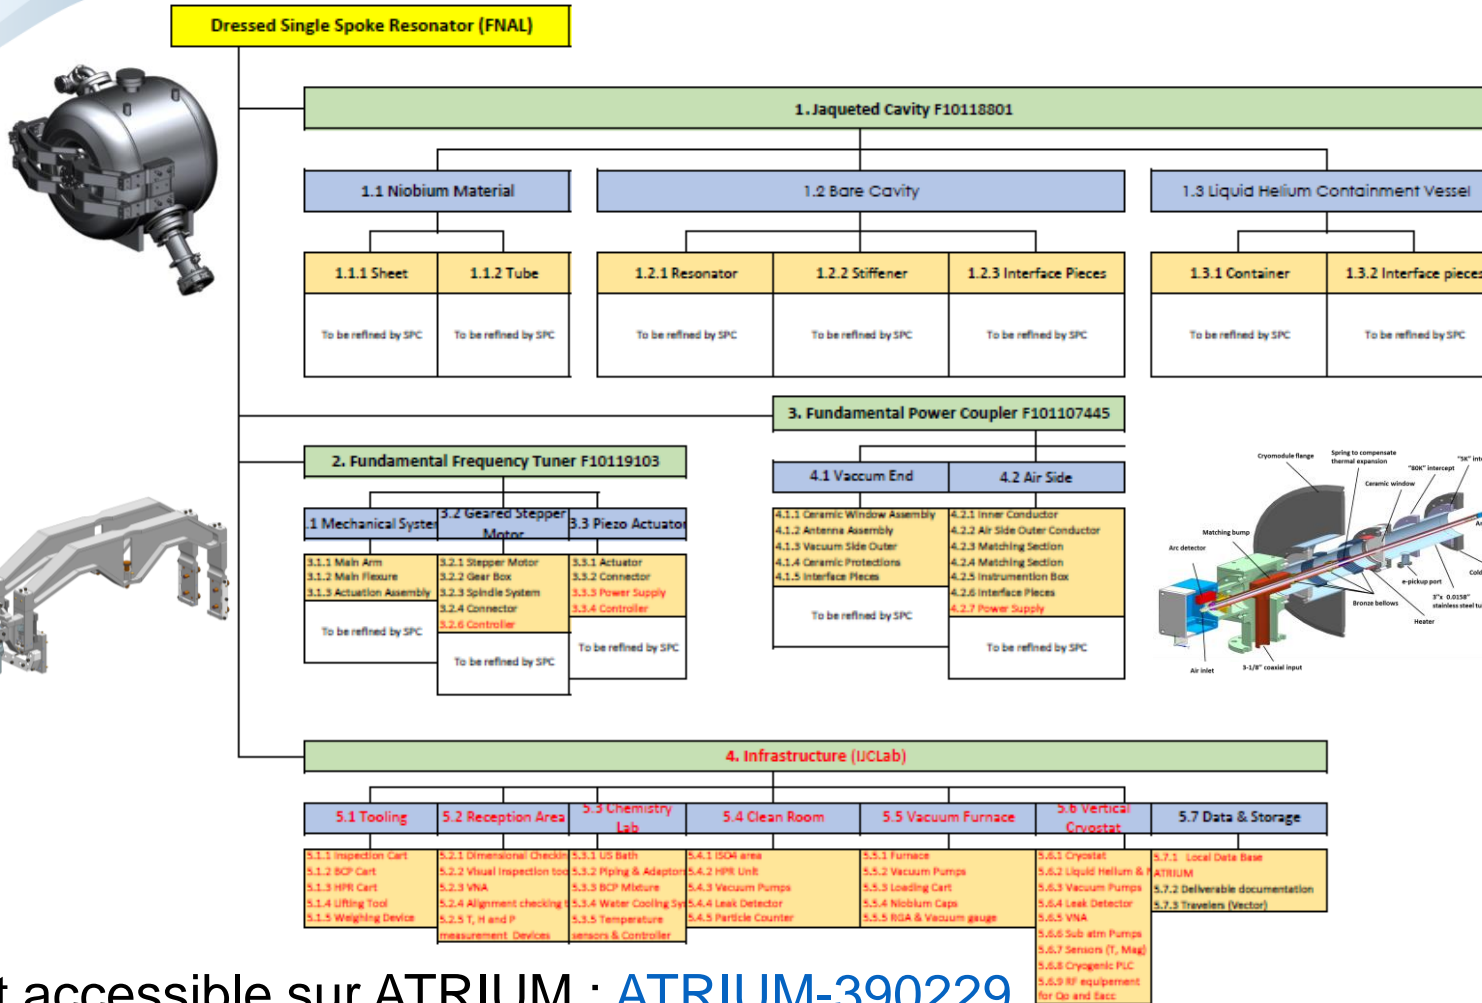 Dressed Single Spoke Resonator (FNAL)
1. Jaqueted Cavity F10118801
1.1 Niobium Material
1.2 Bare Cavity
1.3 Liquid Helium Containment Vessel
1.1.1 Sheet
1.1.2 Tube
1.2.1 Resonator
1.2.2 Stiffener
1.2.3 Interface Pieces
1.3.1 Container
1.3.2 Interface pieces
To be refined by SPC
To be refined by SPC
To be refined by SPC
To be refined by SPC
To be refined by SPC
To be refined by SPC
To be refined by SPC
3. Fundamental Power Coupler F101107445
4.1 Vaccum End
4.2 Air Side
4.1.1 Ceramic Window Assembly
4.1.2 Antenna Assembly
4.1.3 Vacuum Side Outer
4.1.4 Ceramic Protections
4.1.5 Interface Pieces
To be refined by SPC
4.2.1 Inner Conductor
4.2.2 Air Side Outer Conductor
4.2.3 Matching Section
4.2.4 Matching Section
4.2.5 Instrumention Box
4.2.6 Interface Pieces
4.2.7 Power Supply
To be refined by SPC
2. Fundamental Frequency Tuner F10119103
.1 Mechanical System
3.2 Geared Stepper
Motor
3.3 Piezo Actuator
3.1.1 Main Arm
3.1.2 Main Flexure
3.1.3 Actuation Assembly
To be refined by SPC
3.2.1 Stepper Motor
3.2.2 Gear Box
3.2.3 Spindle System
3.2.4 Connector
3.2.6 Controller
To be refined by SPC
3.3.1 Actuator
3.3.2 Connector
3.3.3 Power Supply
3.3.4 Controller
To be refined by SPC
Cryomodule flange
Spring to compensate
thermal expansion
"80K" intercept
"5K"
Ceramic window
Matching bump
Arc detector
Air inlet
3-1/8" coaxial input
e-pickup port
Cold
Bronze bellows
3"x 0.0158"
stainless steel
Heater
4. Infrastructure (IJCLab)
5.1 Tooling
5.2 Reception Area
5.3 Chemistry
Lab
5.4 Clean Room
5.5 Vacuum Furnace
5.6 Vertical
Cryostat
5.7 Data & Storage
5.1.1 Inspection Cart
5.1.2 BCP Cart
5.1.3 HPR Cart
5.1.4 Lifting Tool
5.1.5 Weighing Device
5.2.1 Dimensional Checkin
5.2.2 Visual Inspection too
5.2.3 VNA
5.2.4 Alignment checking t
5.2.5 T, H and P
measurement Devices
5.3.1 US Bath
5.3.2 Piping & Adaptor
5.3.3 BCP Mixture
5.3.4 Water Cooling Sy
5.3.5 Temperature
sensors & Controller
5.4.1 ISO4 area
5.4.2 HPR Unit
5.4.3 Vacuum Pumps
5.4.4 Leak Detector
5.4.5 Particle Counter
5.5.1 Furnace
5.5.2 Vacuum Pumps
5.5.3 Loading Cart
5.5.4 Niobium Caps
5.5.5 RGA & Vacuum gauge
5.6.1 Cryostat
5.6.2 Liquid Helium &
5.6.3 Vacuum Pumps
5.6.4 Leak Detector
5.6.5 VNA
5.6.6 Sub atm Pumps
5.6.7 Sensors (T, Mag)
5.6.8 Cryogenic PLC
5.6.9 RF equipement
for Qo and Eacc
5.7.1 Local Data Base
ATRIUM
5.7.2 Deliverable documentation
5.7.3 Travelers (Vector)
t accessible sur ATRIUM : ATRIUM-390229